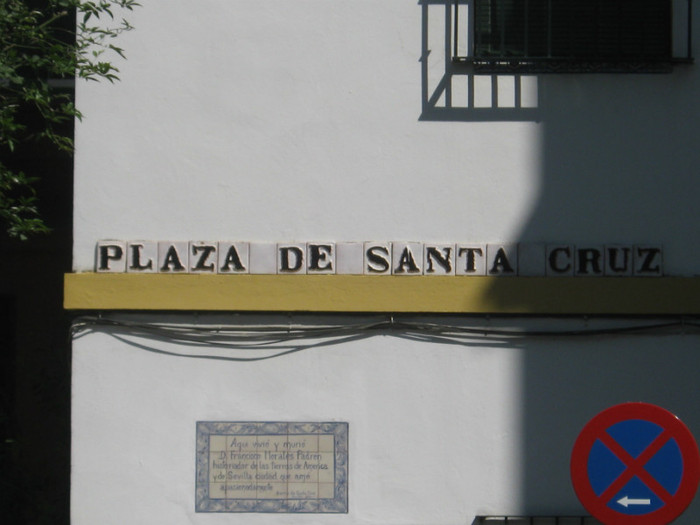 PLAZA DE SANTA CRUZ
Aquí vivió y murió
D. Francisco Morales Padrón
historiador de las tierras de América
y de Sevilla ciudad que amó
apasionadamente